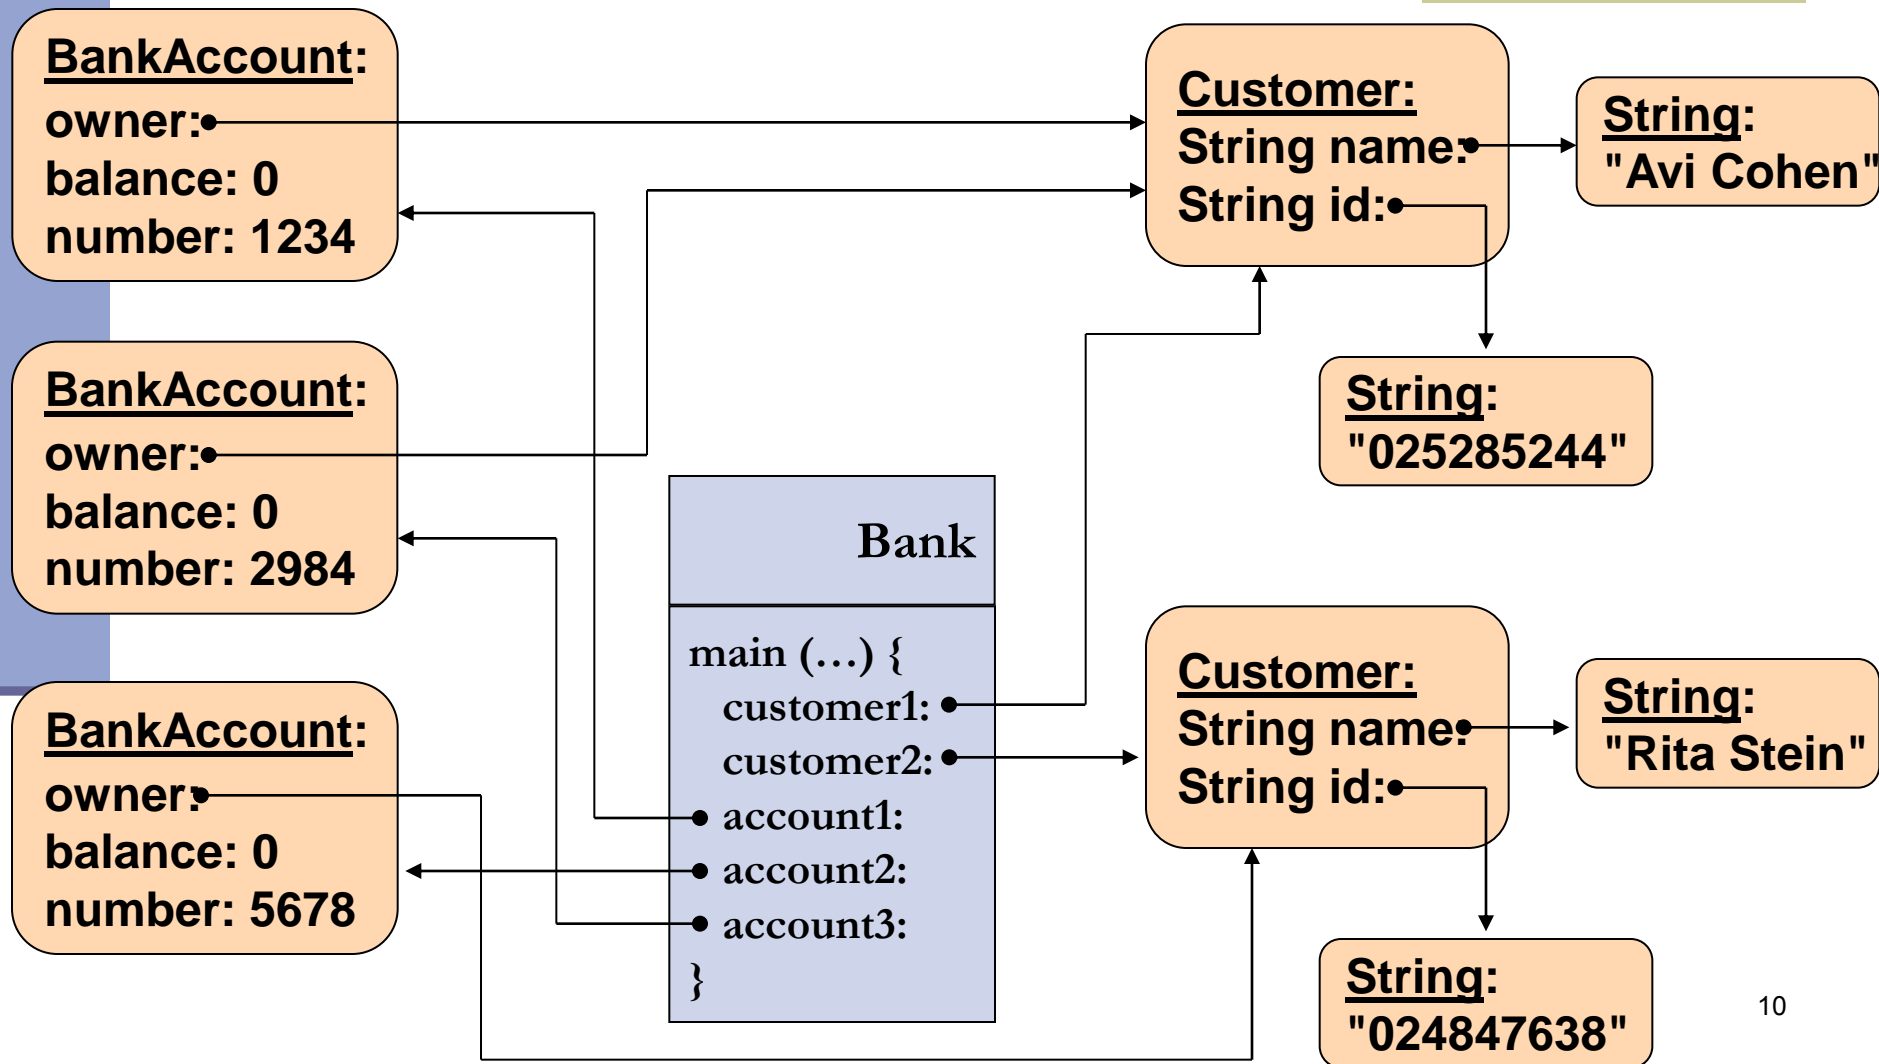 BankAccount:
owner:
balance: 0
number: 1234
BankAccount:
owner:
balance: 0
number: 2984
BankAccount:
owner:
balance: 0
number: 5678
Bank
main (…) {
customer1:
customer2:
account1:
account2:
account3:
}
Customer:
String name:
String id:
String:
"Avi Cohen"
String:
"025285244"
Customer:
String name:
String id:
String:
"Rita Stein"
String:
"024847638"
10